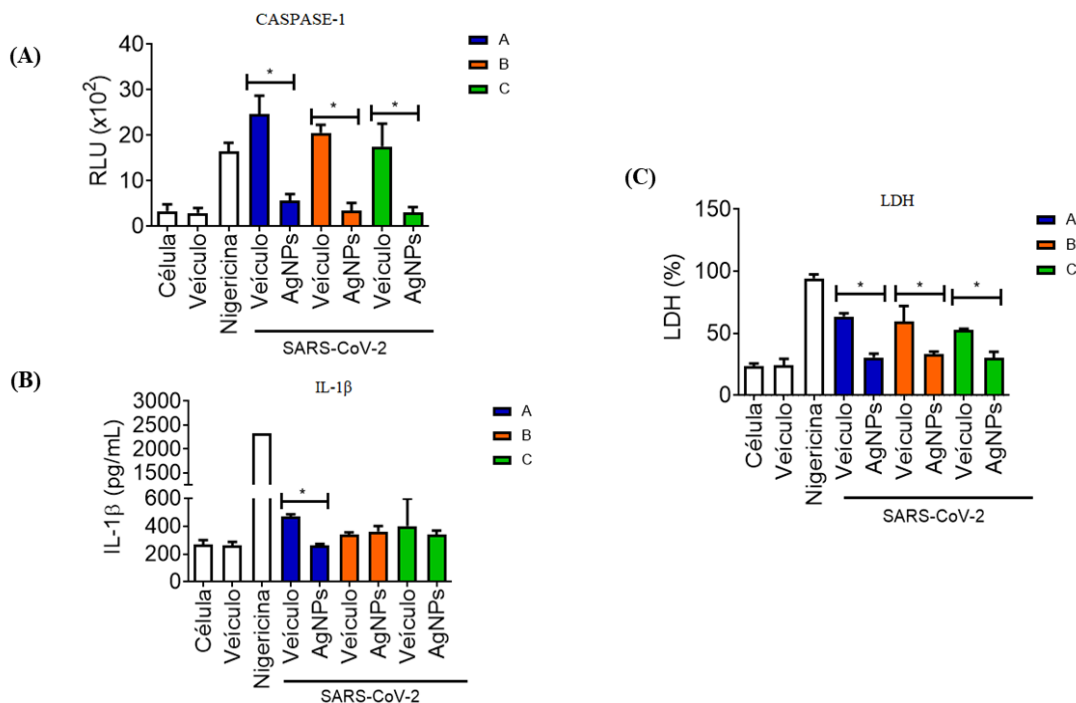 CASPASE-1
(A)
RLU (x10²)
40
30
20
10
0
*
*
*
A
B
C
Célula
Veículo
Nigericina
Veículo
AgNPs
Veículo
AgNPs
Veículo
AgNPs
SARS-CoV-2
(B)
IL-1β
IL-1β (pg/mL)
3000
2500
2000
1500
1000
600
400
200
0
*
A
B
C
Célula
Veículo
Nigericina
Veículo
AgNPs
Veículo
AgNPs
Veículo
AgNPs
SARS-CoV-2
(C)
LDH
LDH (%)
150
100
50
0
*
*
*
A
B
C
Célula
Veículo
Nigericina
Veículo
AgNPs
Veículo
AgNPs
Veículo
AgNPs
SARS-CoV-2